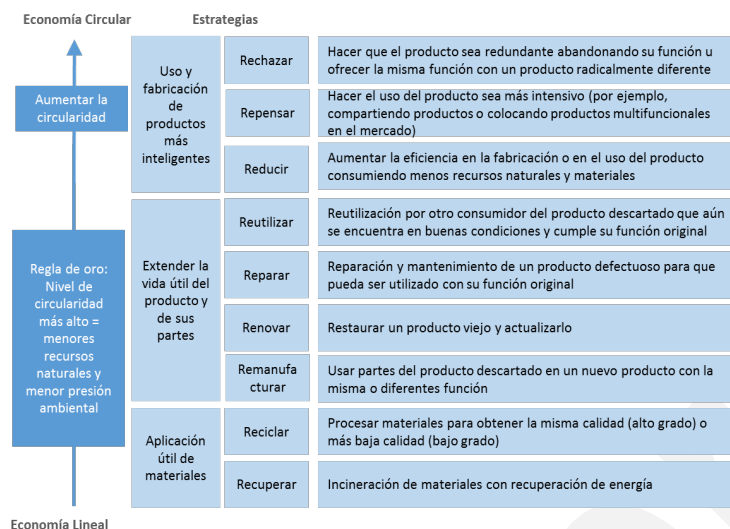 Economía Circular
Estrategias
Aumentar la
circularidad
Regla de oro:
Nivel de
circularidad
más alto =
menores
recursos
naturales y
menor presión
ambiental
Economía Lineal
Uso y
fabricación
de
productos
más
inteligentes
Rechazar
Hacer que el producto sea redundante abandonando su función u
ofrecer la misma función con un producto radicalmente diferente
Repensar
Hacer el uso del producto sea más intensivo (por ejemplo,
compartiendo productos o colocando productos multifuncionales
en el mercado)
Reducir
Aumentar la eficiencia en la fabricación o en el uso del producto
consumiendo menos recursos naturales y materiales
Extender la
vida útil del
producto y
de sus
partes
Reutilizar
Reutilización por otro consumidor del producto descartado que aún
se encuentra en buenas condiciones y cumple su función original
Reparar
Reparación y mantenimiento de un producto defectuoso para que
pueda ser utilizado con su función original
Renovar
Restaurar un producto viejo y actualizarlo
Remanufa
cturar
Usar partes del producto descartado en un nuevo producto con la
misma o diferentes función
Aplicación
útil de
materiales
Reciclar
Procesar materiales para obtener la misma calidad (alto grado) o
más baja calidad (bajo grado)
Recuperar
Incineración de materiales con recuperación de energía